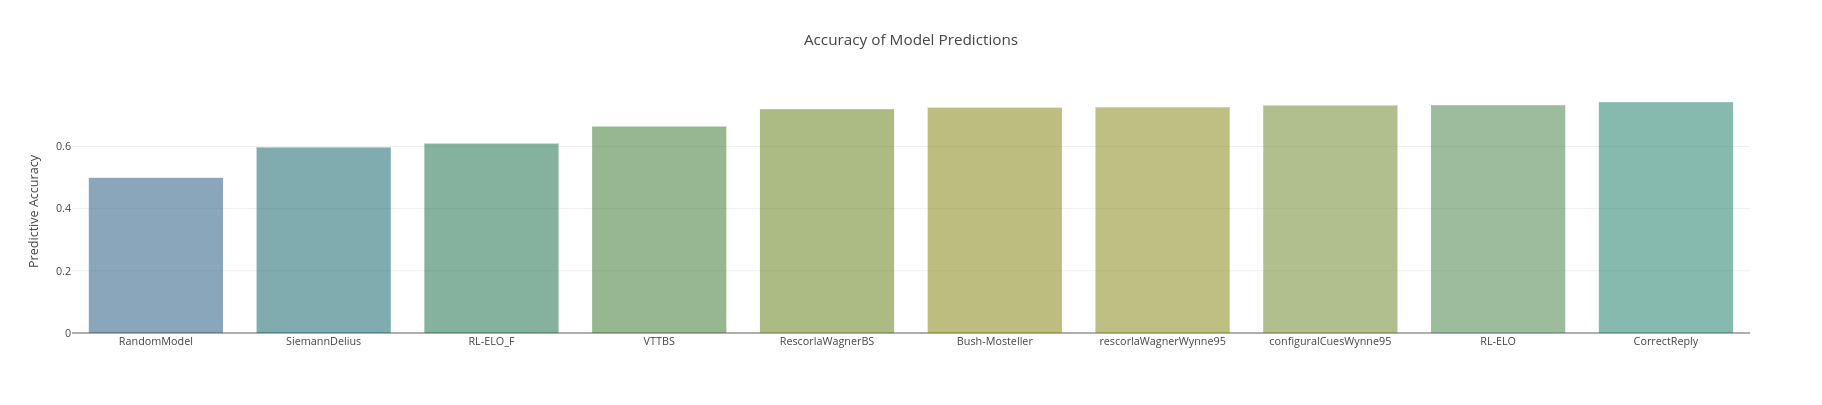 Accuracy of Model Predictions
Predictive Accuracy
0.6
0.4
0.2
0
RandomModel SiemannDelius RL-ELO_F VTTBS RescorlaWagnerBS Bush-Mosteller rescorlaWagnerWynne95 configuralCuesWynne95 RL-ELO CorrectReply